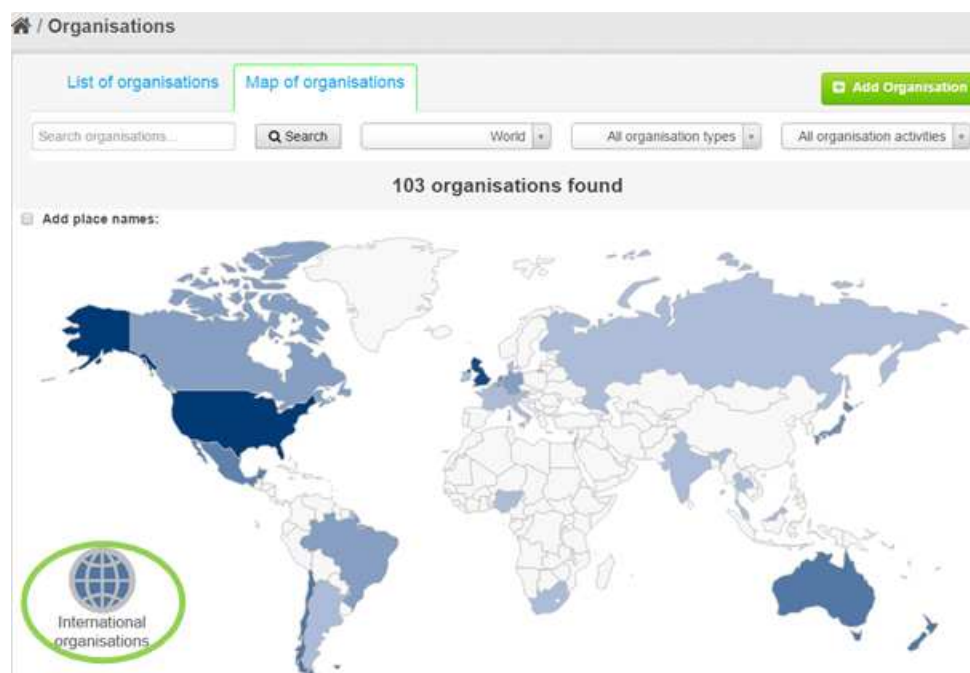 / Organisations
List of organisations
Map of organisations
Add Organisation
Search organisations...
Search
World
All organisation types
All organisation activities
103 organisations found
Add place names:
International
organisations